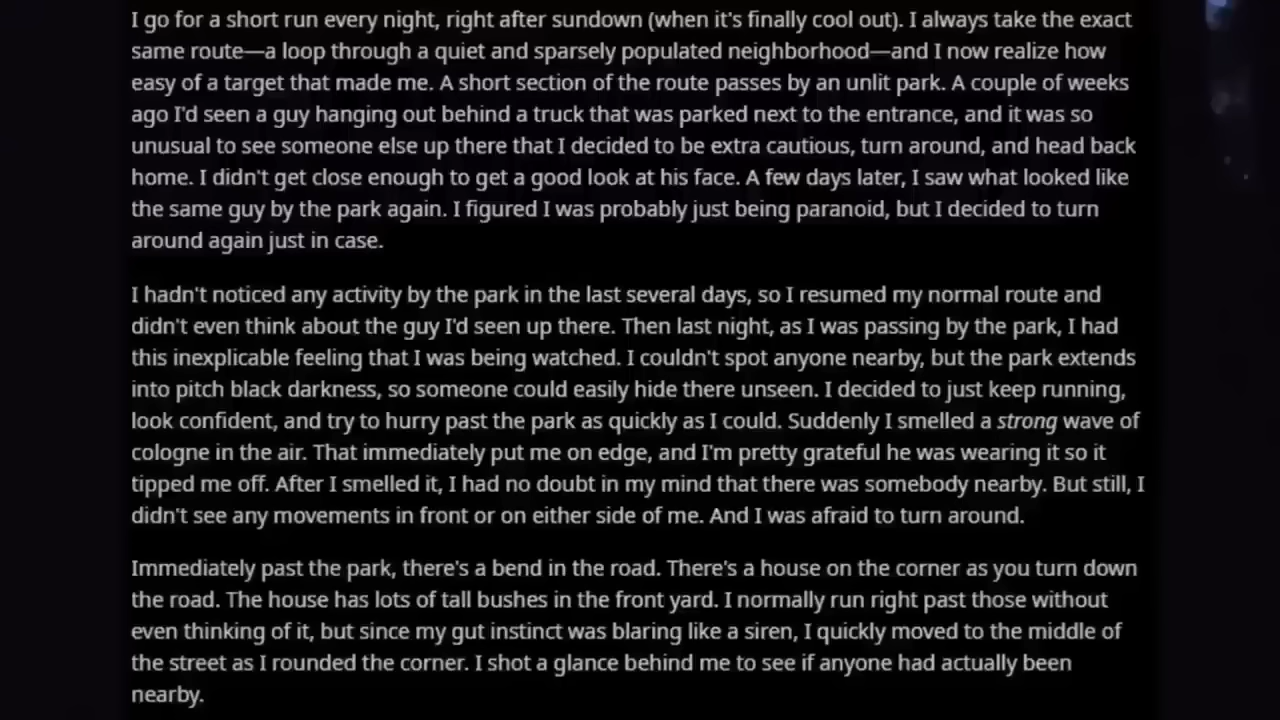 I go for a short run every night, right after sundown (when it's finally cool out). I always take the exact
same route—a loop through a quiet and sparsely populated neighborhood—and I now realize how
easy of a target that made me. A short section of the route passes by an unlit park. A couple of weeks
ago I'd seen a guy hanging out behind a truck that was parked next to the entrance, and it was so
unusual to see someone else up there that I decided to be extra cautious, turn around, and head back
home. I didn't get close enough to get a good look at his face. A few days later, I saw what looked like
the same guy by the park again. I figured I was probably just being paranoid, but I decided to turn
around again just in case.
I hadn't noticed any activity by the park in the last several days, so I resumed my normal route and
didn't even think about the guy I'd seen up there. Then last night, as I was passing by the park, I had
this inexplicable feeling that I was being watched. I couldn't spot anyone nearby, but the park extends
into pitch black darkness, so someone could easily hide there unseen. I decided to just keep running,
look confident, and try to hurry past the park as quickly as I could. Suddenly I smelled a strong wave of
cologne in the air. That immediately put me on edge, and I'm pretty grateful he was wearing it so it
tipped me off. After I smelled it, I had no doubt in my mind that there was somebody nearby. But still, I
didn't see any movements in front or on either side of me. And I was afraid to turn around.
Immediately past the park, there's a bend in the road. There's a house on the corner as you turn down
the road. The house has lots of tall bushes in the front yard. I normally run right past those without
even thinking of it, but since my gut instinct was blaring like a siren, I quickly moved to the middle of
the street as I rounded the corner. I shot a glance behind me to see if anyone had actually been
nearby.